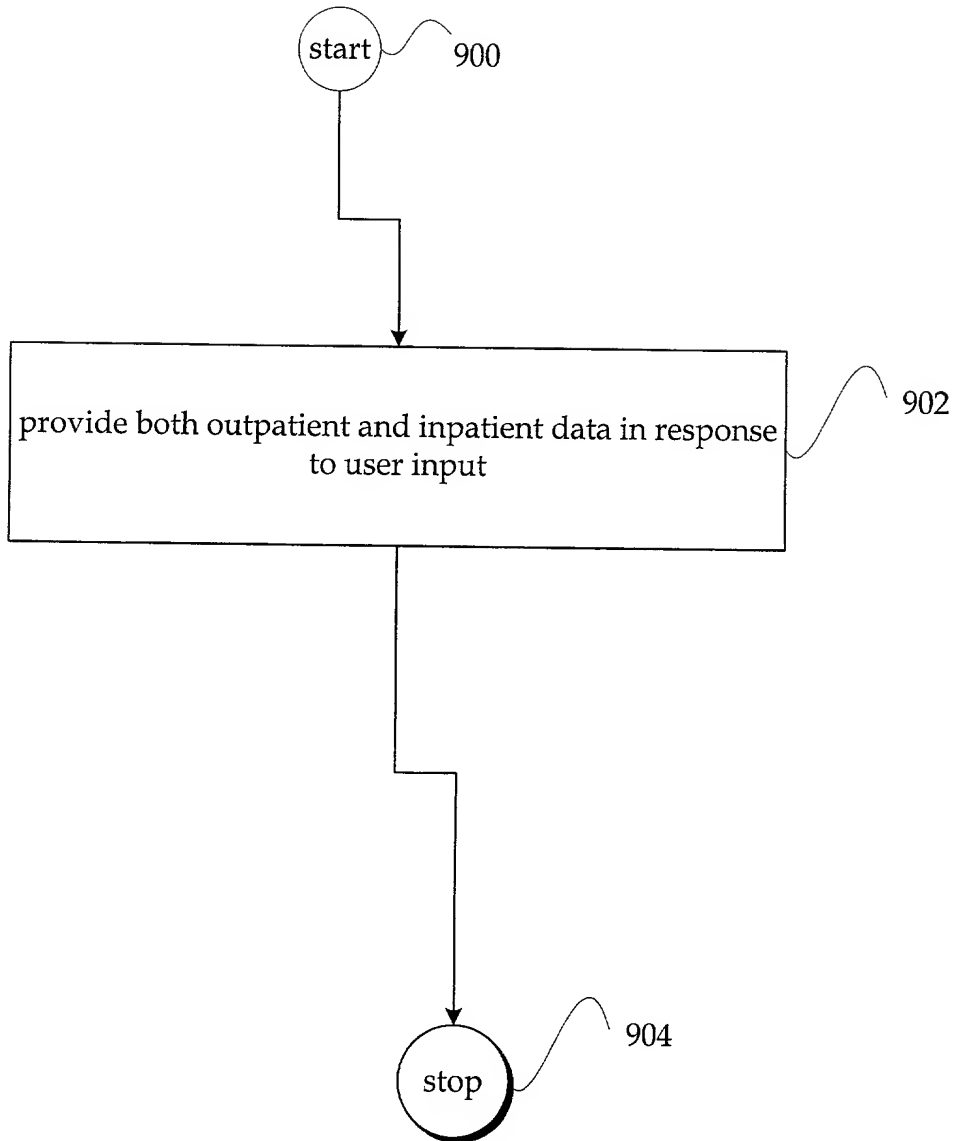 start
900
provide both outpatient and inpatient data in response
to user input
902
904
stop